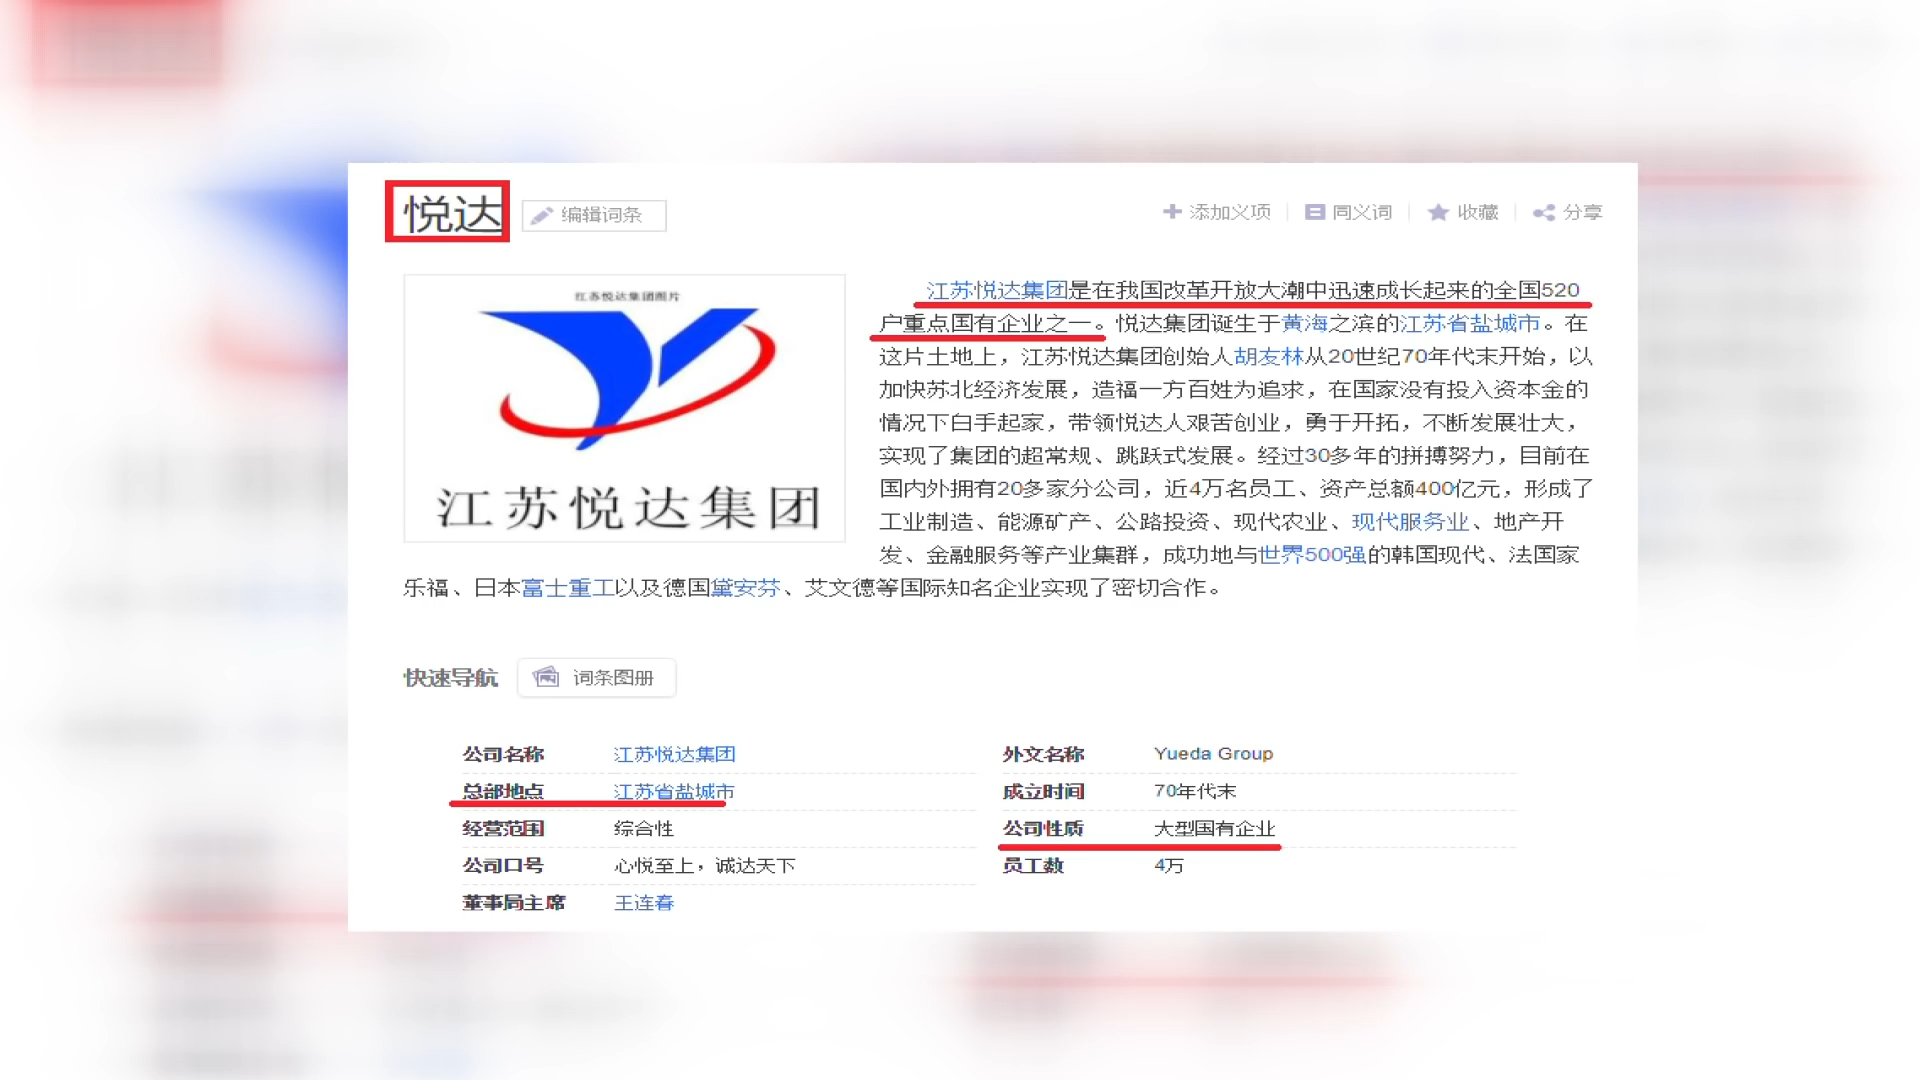 悦达
编辑词条
添加义项
同义词
收藏
分享
江苏悦达集团图片
江苏悦达集团
江苏悦达集团是在我国改革开放大潮中迅速成长起来的全国520
户重点国有企业之一。悦达集团诞生于黄海之滨的江苏省盐城市。在
这片土地上，江苏悦达集团创始人胡友林从20世纪70年代末开始，以
加快苏北经济发展，造福一方百姓为追求，在国家没有投入资本金的
情况下白手起家，带领悦达人艰苦创业，勇于开拓，不断发展壮大，
实现了集团的超常规、跳跃式发展。经过30多年的拼搏努力，目前在
国内外拥有20多家分公司，近4万名员工、资产总额400亿元，形成了
工业制造、能源矿产、公路投资、现代农业、现代服务业、地产开
发、金融服务等产业集群，成功地与世界500强的韩国现代、法国家
乐福、日本富士重工以及德国黛安芬、艾文德等国际知名企业实现了密切合作。
快速导航
词条图册
公司名称 江苏悦达集团
外文名称 Yueda Group
总部地点 江苏省盐城市
成立时间 70年代末
经营范围 综合性
公司性质 大型国有企业
公司口号 心悦至上，诚达天下
员工数 4万
董事局主席 王连春